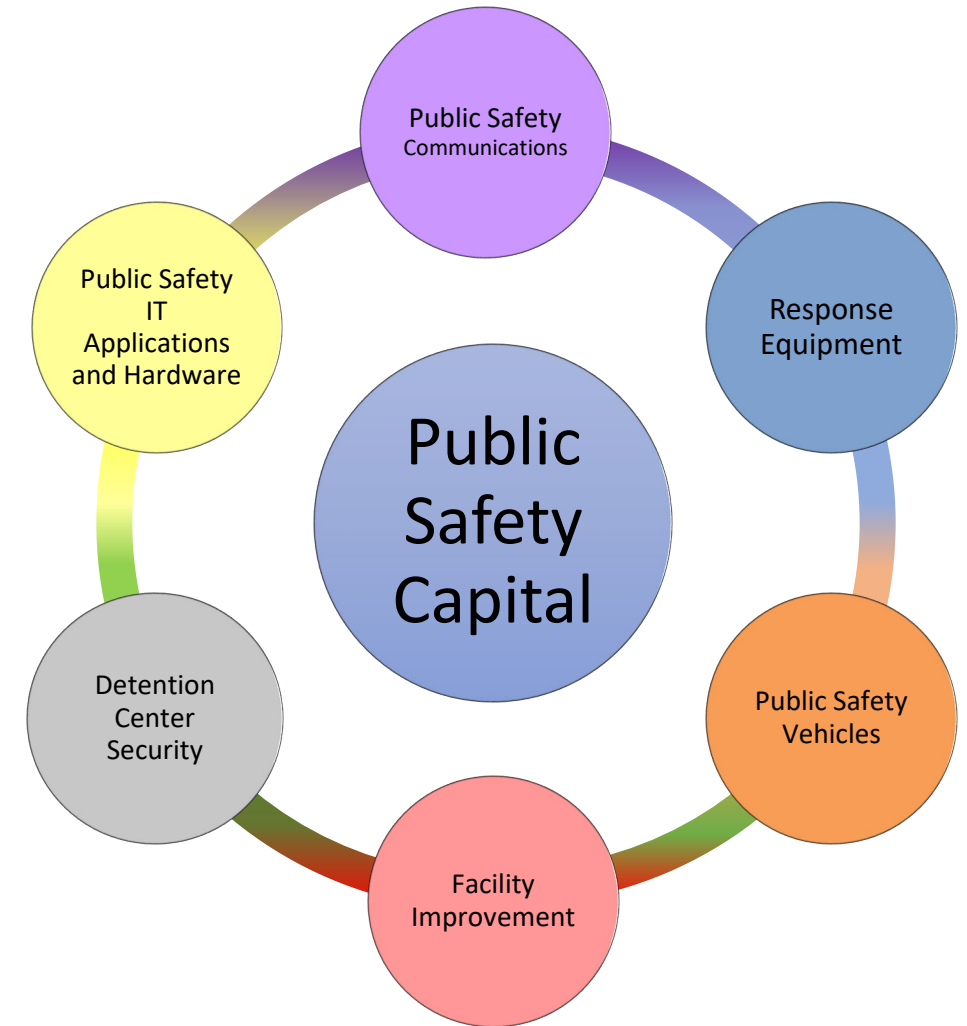 Public Safety
Communications
Response
Equipment
Public Safety
Vehicles
Facility
Improvement
Detention
Center
Security
Public Safety
IT
Applications
and Hardware
Public
Safety
Capital